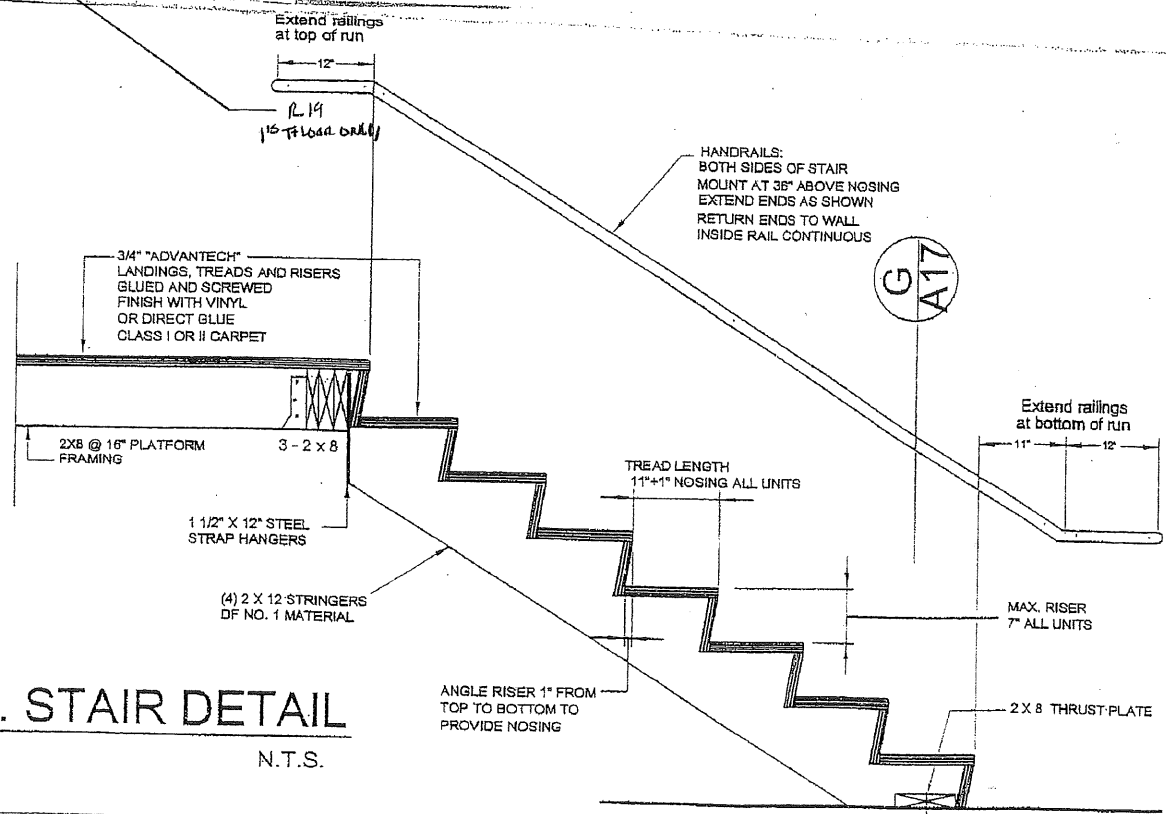 Extend railings
at top of run
12"
R19
1st FLOOR ONLY
HANDRAILS:
BOTH SIDES OF STAIR
MOUNT AT 36" ABOVE NOSING
EXTEND ENDS AS SHOWN
RETURN ENDS TO WALL
INSIDE RAIL CONTINUOUS
G
A17
3/4" "ADVANTECH"
LANDINGS, TREADS AND RISERS
GLUED AND SCREWED
FINISH WITH VINYL
OR DIRECT GLUE
CLASS I OR II CARPET
Extend railings
at bottom of run
11"
12"
2X8 @ 16" PLATFORM
FRAMING
3 - 2 x 8
TREAD LENGTH
11"+1" NOSING ALL UNITS
1 1/2" X 12" STEEL
STRAP HANGERS
(4) 2 X 12 STRINGERS
DF NO. 1 MATERIAL
MAX. RISER
7" ALL UNITS
ANGLE RISER 1" FROM
TOP TO BOTTOM TO
PROVIDE NOSING
2 X 8 THRUST PLATE
. STAIR DETAIL
N.T.S.